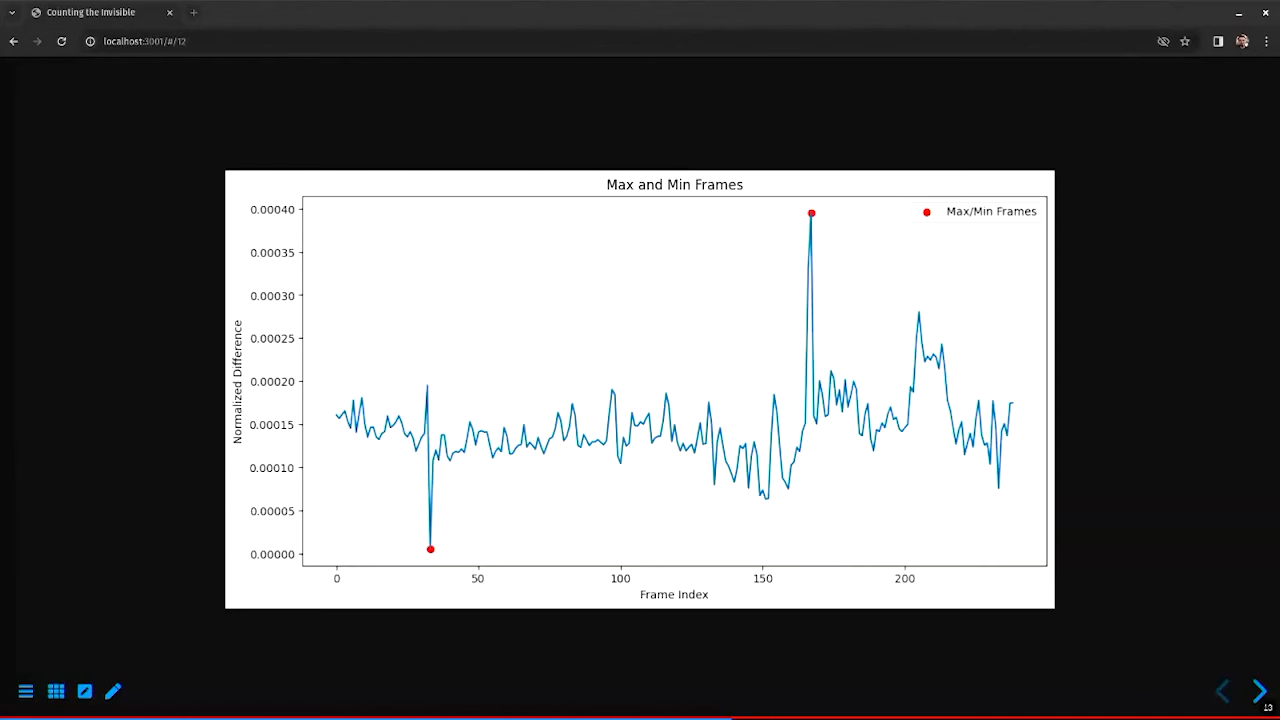 Counting the Invisible
localhost:3001/#/12
Max and Min Frames
Max/Min Frames
0.00040
0.00035
0.00030
0.00025
0.00020
0.00015
0.00010
0.00005
0.00000
Normalized Difference
0 50 100 150 200
Frame Index
13